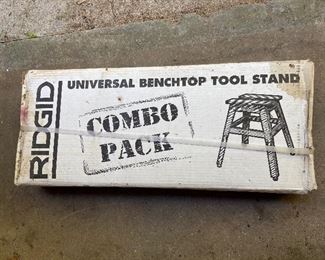 RIDGID
UNIVERSAL BENCHTOP TOOL STAND
COMBO
PACK